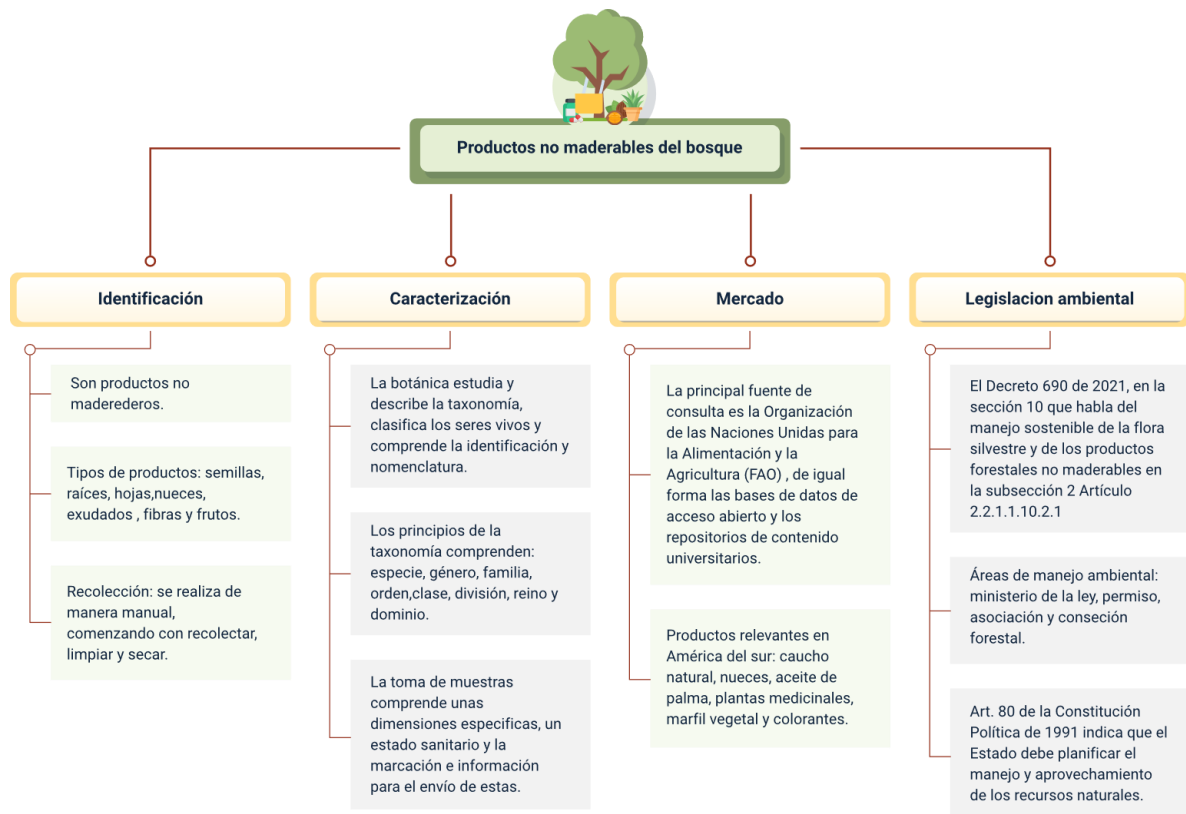 Productos no maderables del bosque
Identificación
Son productos no
maderederos.
Tipos de productos: semillas,
raíces, hojas,nueces,
exudados , fibras y frutos.
Recolección: se realiza de
manera manual,
comenzando con recolectar,
limpiar y secar.
Caracterización
La botánica estudia y
describe la taxonomía,
clasifica los seres vivos y
comprende la identificación y
nomenclatura.
Los principios de la
taxonomía comprenden:
especie, género, familia,
orden,clase, división, reino y
dominio.
La toma de muestras
comprende unas
dimensiones especificas, un
estado sanitario y la
marcación e información
para el envío de estas.
Mercado
La principal fuente de
consulta es la Organización
de las Naciones Unidas para
la Alimentación y la
Agricultura (FAO) , de igual
forma las bases de datos de
acceso abierto y los
repositorios de contenido
universitarios.
Productos relevantes en
América del sur: caucho
natural, nueces, aceite de
palma, plantas medicinales,
marfil vegetal y colorantes.
Legislacion ambiental
El Decreto 690 de 2021, en la
sección 10 que habla del
manejo sostenible de la flora
silvestre y de los productos
forestales no maderables en
la subsección 2 Artículo
2.2.1.1.10.2.1
Áreas de manejo ambiental:
ministerio de la ley, permiso,
asociación y conseción
forestal.
Art. 80 de la Constitución
Política de 1991 indica que el
Estado debe planificar el
manejo y aprovechamiento
de los recursos naturales.